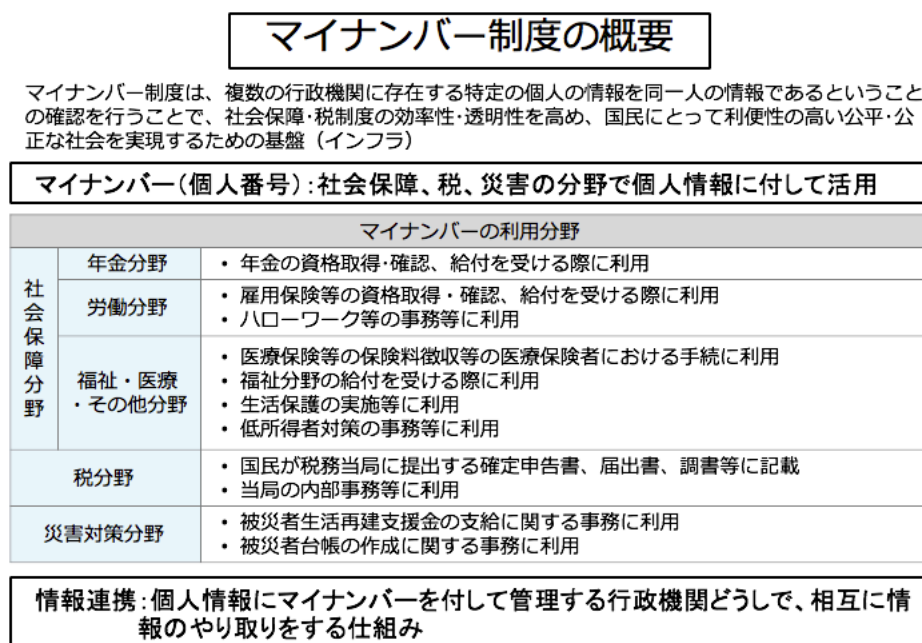 マイナンバー制度の概要
マイナンバー制度は、複数の行政機関に存在する特定の個人の情報を同一人の情報であるということ
の確認を行うことで、社会保障・税制度の効率性・透明性を高め、国民にとって利便性の高い公平・公
正な社会を実現するための基盤（インフラ）
マイナンバー（個人番号）：社会保障、税、災害の分野で個人情報に付して活用
マイナンバーの利用分野
社会保障分野
年金分野
• 年金の資格取得・確認、給付を受ける際に利用
労働分野
• 雇用保険等の資格取得・確認、給付を受ける際に利用
• ハローワーク等の事務等に利用
福祉・医療
・その他分野
• 医療保険等の保険料徴収等の医療保険者における手続に利用
• 福祉分野の給付を受ける際に利用
• 生活保護の実施等に利用
• 低所得者対策の事務等に利用
税分野
• 国民が税務当局に提出する確定申告書、届出書、調書等に記載
• 当局の内部事務等に利用
災害対策分野
• 被災者生活再建支援金の支給に関する事務に利用
• 被災者台帳の作成に関する事務に利用
情報連携：個人情報にマイナンバーを付して管理する行政機関どうしで、相互に情
報のやり取りをする仕組み